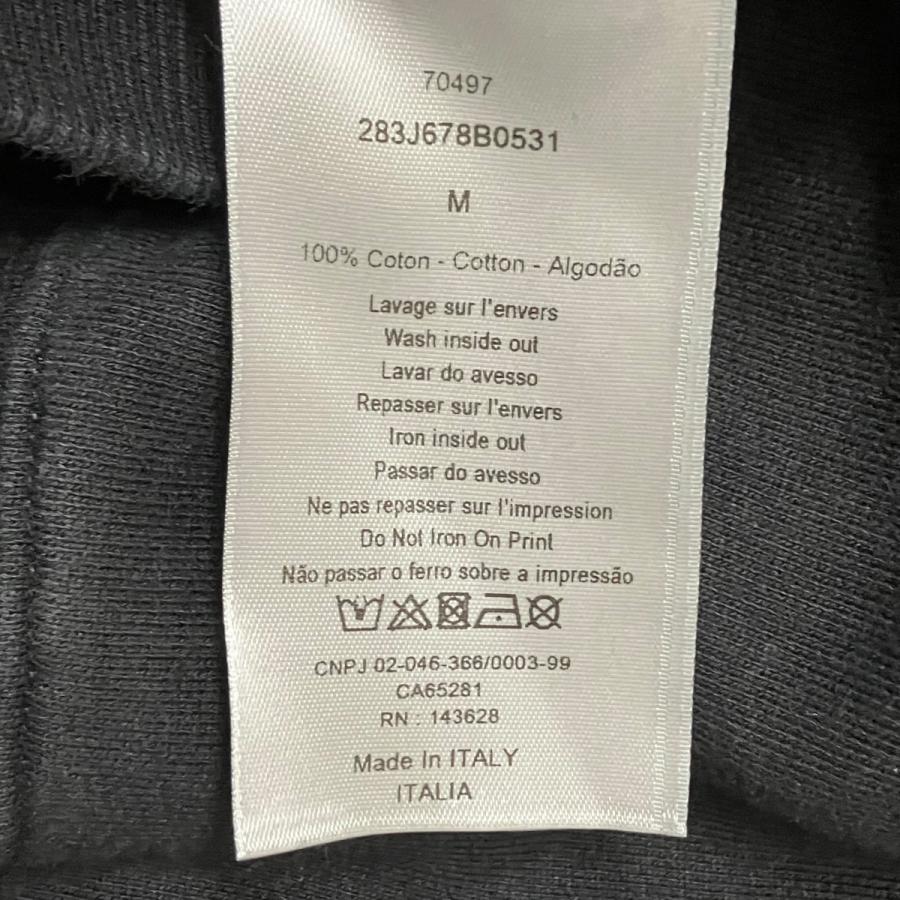 70497
283J678B0531
M
100% Coton - Cotton - Algodão
Lavage sur l'envers
Wash inside out
Lavar do avesso
Repasser sur l'envers
Iron inside out
Passar do avesso
Ne pas repasser sur l'impression
Do Not Iron On Print
Não passar o ferro sobre a impressão
CNPJ 02-046-366/0003-99
CA65281
RN : 143628
Made In ITALY
ITALIA